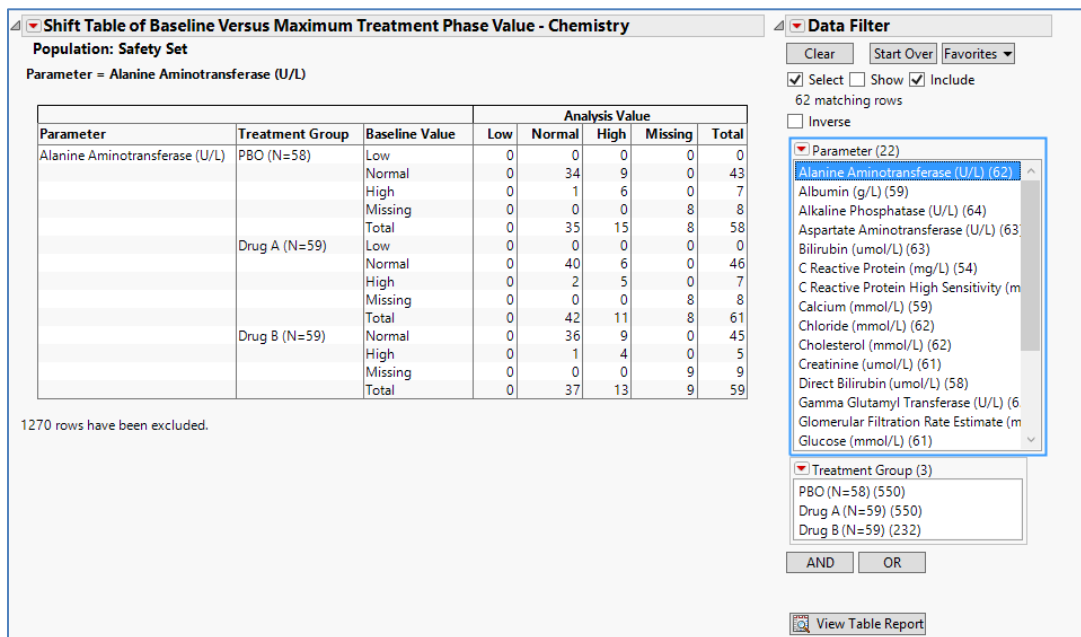 Shift Table of Baseline Versus Maximum Treatment Phase Value - Chemistry
Population: Safety Set
Parameter = Alanine Aminotransferase (U/L)
Analysis Value
Parameter Treatment Group Baseline Value Low Normal High Missing Total
Alanine Aminotransferase (U/L) PBO (N=58) Low 0 0 0 0 0
Normal 0 34 9 0 43
High 0 1 6 0 7
Missing 0 0 0 8 8
Total 0 35 15 8 58
Drug A (N=59) Low 0 0 0 0 0
Normal 0 40 6 0 46
High 0 2 5 0 7
Missing 0 0 0 8 8
Total 0 42 11 8 61
Drug B (N=59) Normal 0 36 9 0 45
High 0 1 4 0 5
Missing 0 0 0 9 9
Total 0 37 13 9 59
1270 rows have been excluded.
Data Filter
Clear Start Over Favorites
Select Show Include
62 matching rows
Inverse
Parameter (22)
Alanine Aminotransferase (U/L) (62)
Albumin (g/L) (59)
Alkaline Phosphatase (U/L) (64)
Aspartate Aminotransferase (U/L) (63
Bilirubin (umol/L) (63)
C Reactive Protein (mg/L) (54)
C Reactive Protein High Sensitivity (m
Calcium (mmol/L) (59)
Chloride (mmol/L) (62)
Cholesterol (mmol/L) (62)
Creatinine (umol/L) (61)
Direct Bilirubin (umol/L) (58)
Gamma Glutamyl Transferase (U/L) (6
Glomerular Filtration Rate Estimate (m
Glucose (mmol/L) (61)
Treatment Group (3)
PBO (N=58) (550)
Drug A (N=59) (550)
Drug B (N=59) (232)
AND OR
View Table Report